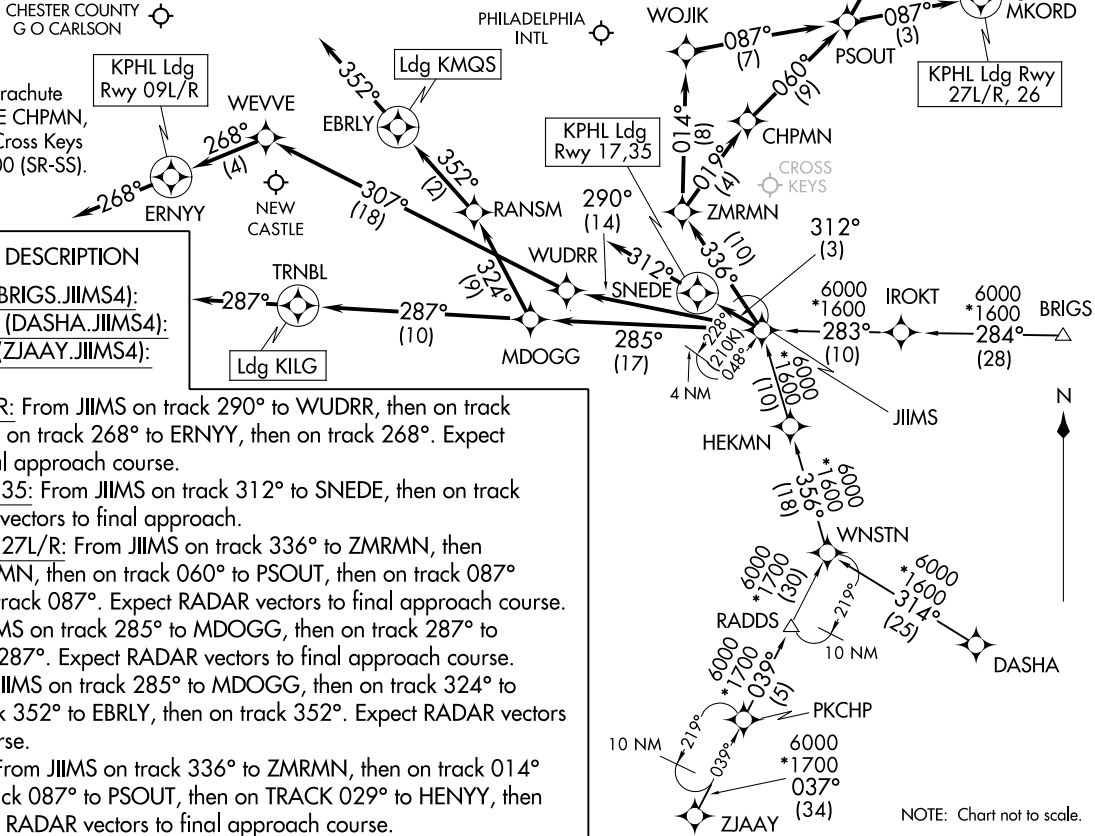 CHESTER COUNTY
G O CARLSON
PHILADELPHIA
INTL
WOJIK
087°
(7)
PSOUT
087°
(3)
MKORD
KPHL Ldg Rwy
27L/R, 26
KPHL Ldg
Rwy 09L/R
WEVVE
268°
(4)
268°
ERNYY
NEW
CASTLE
352°
Ldg KMQS
EBRLY
352°
(2)
RANSM
307°
(18)
324°
(9)
KPHL Ldg
Rwy 17,35
014°
(8)
019°
(4)
060°
(9)
CHPMN
CROSS
KEYS
ZMRMN
290°
(14)
312°
SNEDE
336°
(10)
312°
(3)
WUDRR
rachute
E CHPMN,
Cross Keys
00 (SR-SS).
TRNBL
287°
287°
(10)
Ldg KILG
MDOGG
285°
(17)
228°
(210K)
048°
4 NM
6000
*1600
283°
(10)
IROKT
6000
*1600
284°
(28)
BRIGS
JIIMS
6000
*1600
(10)
HEKMN
6000
*1600
356°
(18)
WNSTN
6000
*1600
314°
(25)
DASHA
6000
*1700
(30)
RADDS
219°
10 NM
6000
*1700
039°
(5)
PKCHP
219°
039°
10 NM
6000
*1700
037°
(34)
ZJAAY
N
NOTE: Chart not to scale.
DESCRIPTION
BRIGS.JIIMS4):
(DASHA.JIIMS4):
(ZJAAY.JIIMS4):
R: From JIIMS on track 290° to WUDRR, then on track
on track 268° to ERNYY, then on track 268°. Expect
al approach course.
35: From JIIMS on track 312° to SNEDE, then on track
vectors to final approach.
27L/R: From JIIMS on track 336° to ZMRMN, then
MN, then on track 060° to PSOUT, then on track 087°
track 087°. Expect RADAR vectors to final approach course.
MS on track 285° to MDOGG, then on track 287° to
287°. Expect RADAR vectors to final approach course.
IIMS on track 285° to MDOGG, then on track 324° to
k 352° to EBRLY, then on track 352°. Expect RADAR vectors
rse.
From JIIMS on track 336° to ZMRMN, then on track 014°
ck 087° to PSOUT, then on TRACK 029° to HENYY, then
RADAR vectors to final approach course.